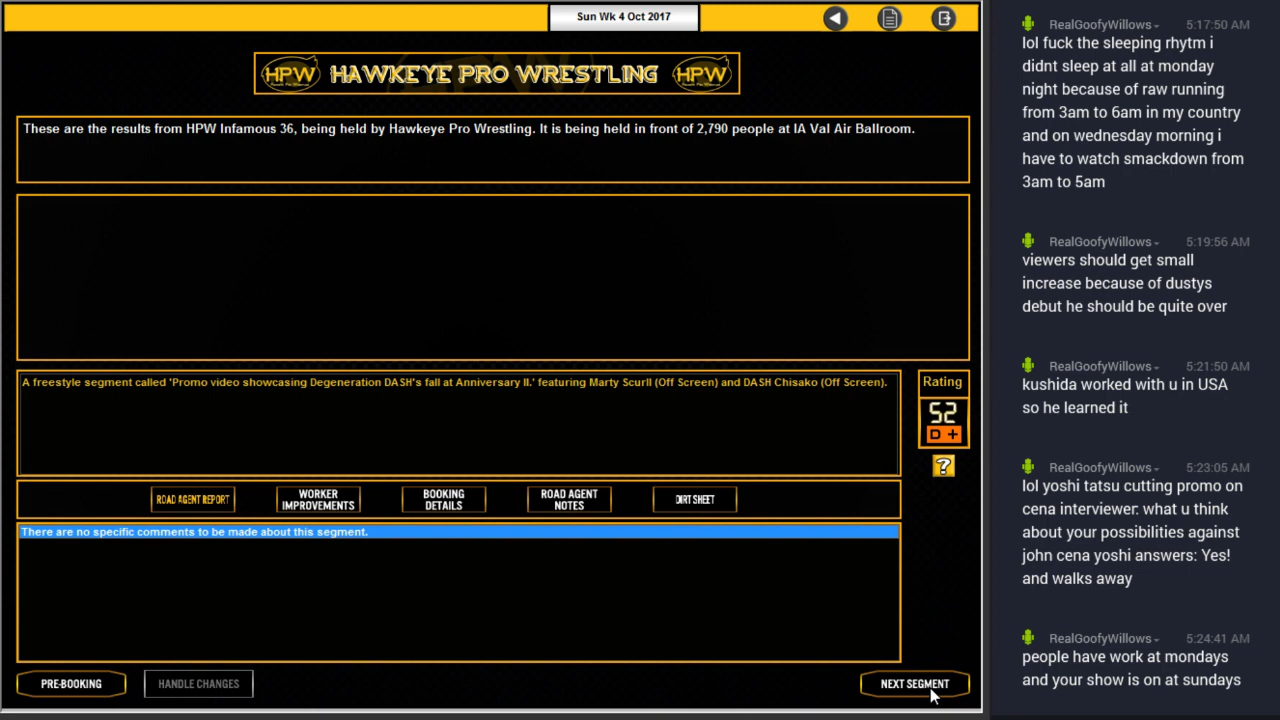 Sun Wk 4 Oct 2017
HPW HAWKEYE PRO WRESTLING HPW
These are the results from HPW Infamous 36, being held by Hawkeye Pro Wrestling. It is being held in front of 2,790 people at IA Val Air Ballroom.
A freestyle segment called 'Promo video showcasing Degeneration DASH's fall at Anniversary II.' featuring Marty Scurll (Off Screen) and DASH Chisako (Off Screen).
Rating
52
D +
?
ROAD AGENT REPORT
WORKER IMPROVEMENTS
BOOKING DETAILS
ROAD AGENT NOTES
DIRT SHEET
There are no specific comments to be made about this segment.
PRE-BOOKING
HANDLE CHANGES
NEXT SEGMENT
RealGoofyWillows 5:17:50 AM
lol fuck the sleeping rhytm i
didnt sleep at all at monday
night because of raw running
from 3am to 6am in my country
and on wednesday morning i
have to watch smackdown from
3am to 5am
RealGoofyWillows 5:19:56 AM
viewers should get small
increase because of dustys
debut he should be quite over
RealGoofyWillows 5:21:50 AM
kushida worked with u in USA
so he learned it
RealGoofyWillows 5:23:05 AM
lol yoshi tatsu cutting promo on
cena interviewer: what u think
about your possibilities against
john cena yoshi answers: Yes!
and walks away
RealGoofyWillows 5:24:41 AM
people have work at mondays
and your show is on at sundays